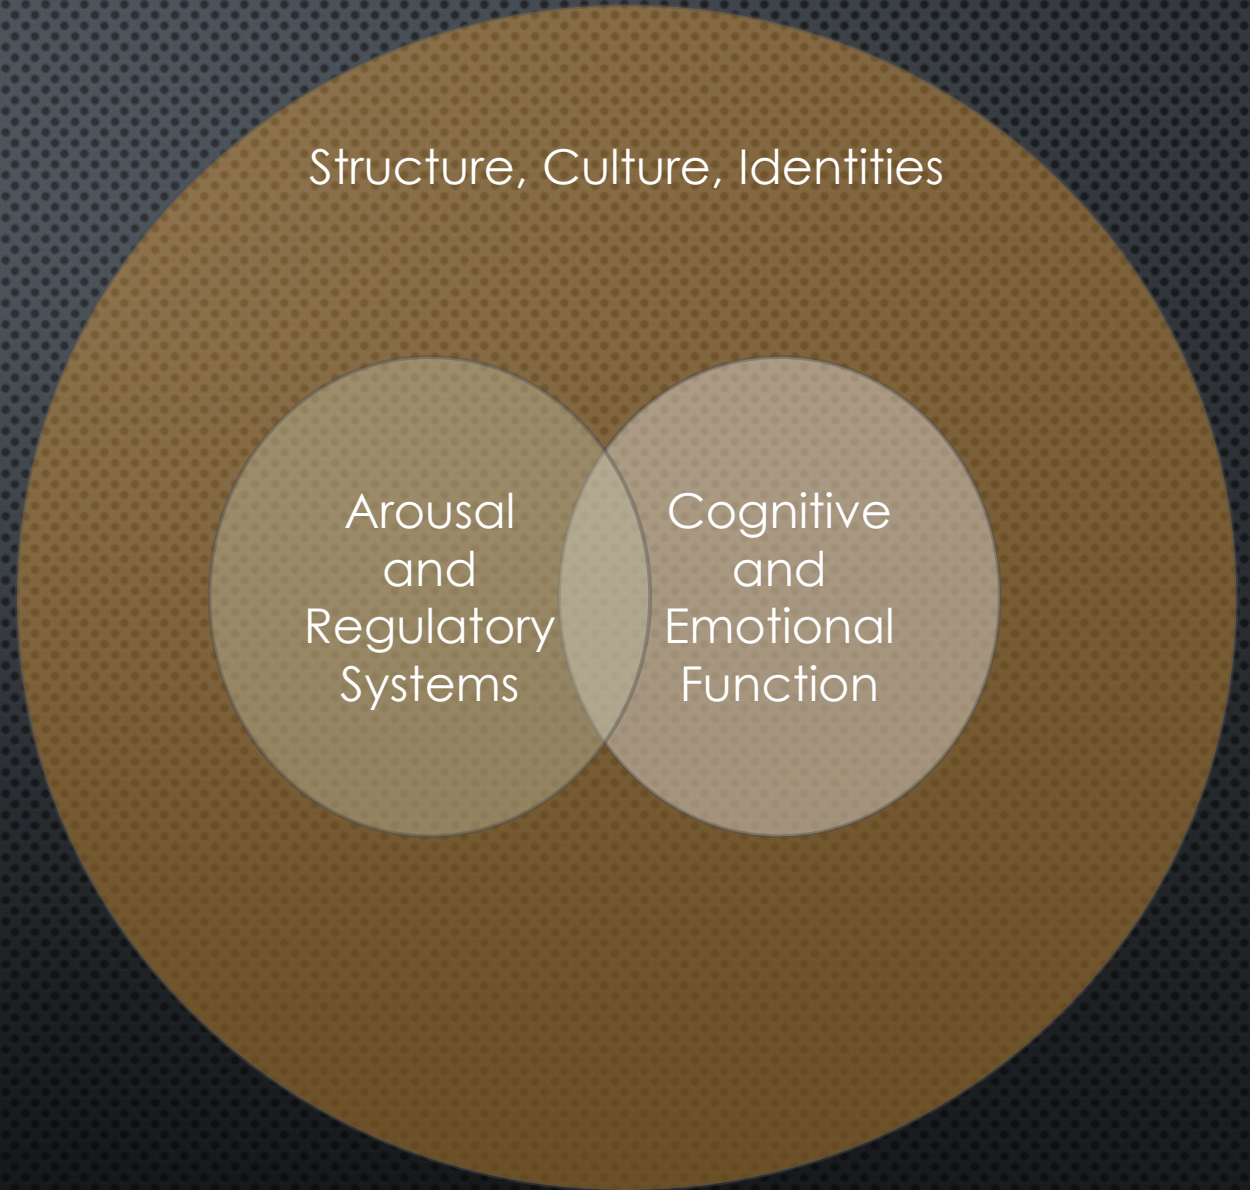 Structure, Culture, Identities
Arousal
and
Regulatory
Systems
Cognitive
and
Emotional
Function